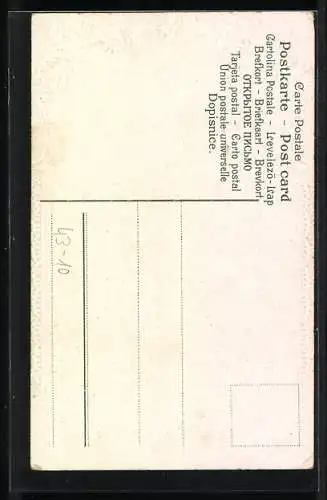 Carte Postale
Postkarte – Post card
Cartolina Postale – Levelező-Lap
Brefkort – Briefkaart – Brevkort
ОТКРЫТОЕ ПИСЬМО
Tarjeta postal – Carto postal
Union postale universelle
Dopisnice.
43-10